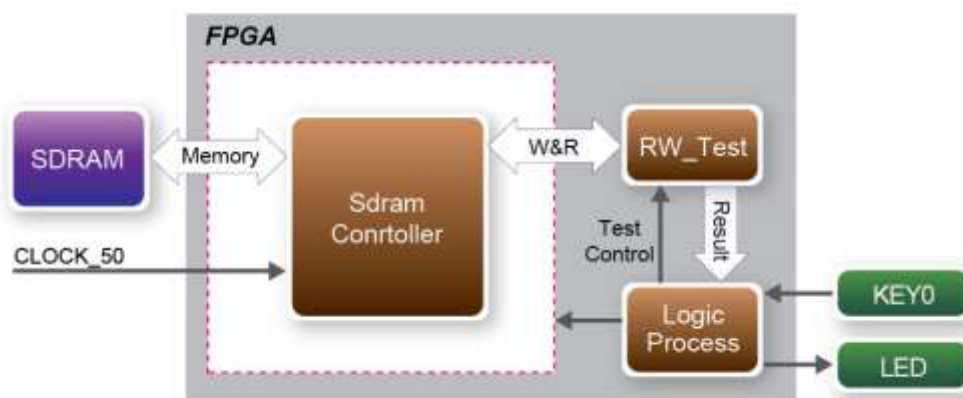 FPGA
SDRAM
Memory
Sdram
Conrtoller
W&R
RW_Test
CLOCK_50
Test
Control
Result
Logic
Process
KEY0
LED